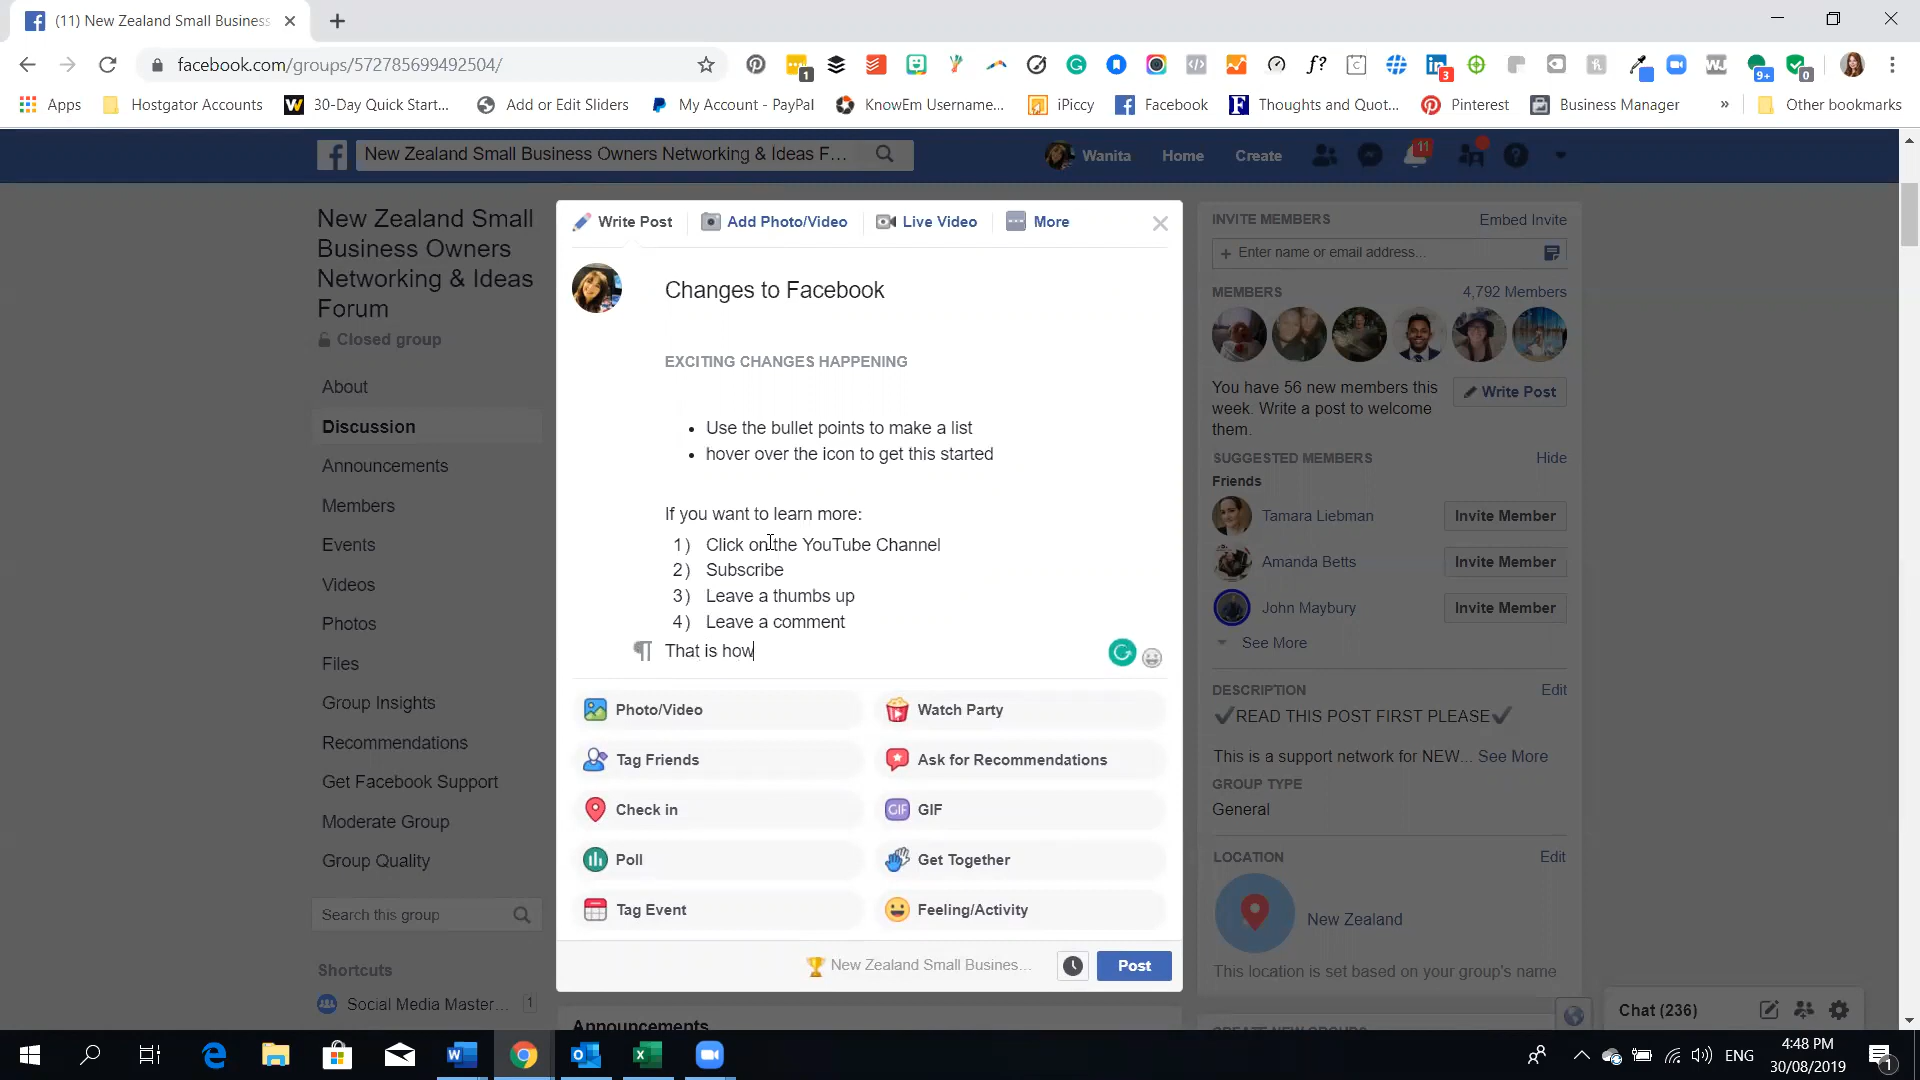 (11) New Zealand Small Business
facebook.com/groups/572785699492504/
1
f?
3
9+
0
Apps
Hostgator Accounts
30-Day Quick Start...
Add or Edit Sliders
My Account - PayPal
KnowEm Username...
iPiccy
Facebook
Thoughts and Quot...
Pinterest
Business Manager
»
Other bookmarks
New Zealand Small Business Owners Networking & Ideas F...
Wanita
Home
Create
11
New Zealand Small
Business Owners
Networking & Ideas
Forum
Closed group
About
Discussion
Announcements
Members
Events
Videos
Photos
Files
Group Insights
Recommendations
Get Facebook Support
Moderate Group
Group Quality
Search this group
Shortcuts
Social Media Master...
1
Write Post
Add Photo/Video
Live Video
More
Changes to Facebook
EXCITING CHANGES HAPPENING
• Use the bullet points to make a list
• hover over the icon to get this started
If you want to learn more:
1) Click on the YouTube Channel
2) Subscribe
3) Leave a thumbs up
4) Leave a comment
¶ That is how
Photo/Video
Watch Party
Tag Friends
Ask for Recommendations
Check in
GIF GIF
Poll
Get Together
Tag Event
Feeling/Activity
New Zealand Small Busines...
Post
Announcements
INVITE MEMBERS
Embed Invite
+ Enter name or email address...
MEMBERS
4,792 Members
You have 56 new members this
week. Write a post to welcome
them.
Write Post
SUGGESTED MEMBERS
Hide
Friends
Tamara Liebman
Invite Member
Amanda Betts
Invite Member
John Maybury
Invite Member
See More
DESCRIPTION
Edit
✔READ THIS POST FIRST PLEASE✔
This is a support network for NEW... See More
GROUP TYPE
General
LOCATION
Edit
New Zealand
This location is set based on your group's name
CREATE NEW GROUPS
Chat (236)
ENG
4:48 PM
30/08/2019
1